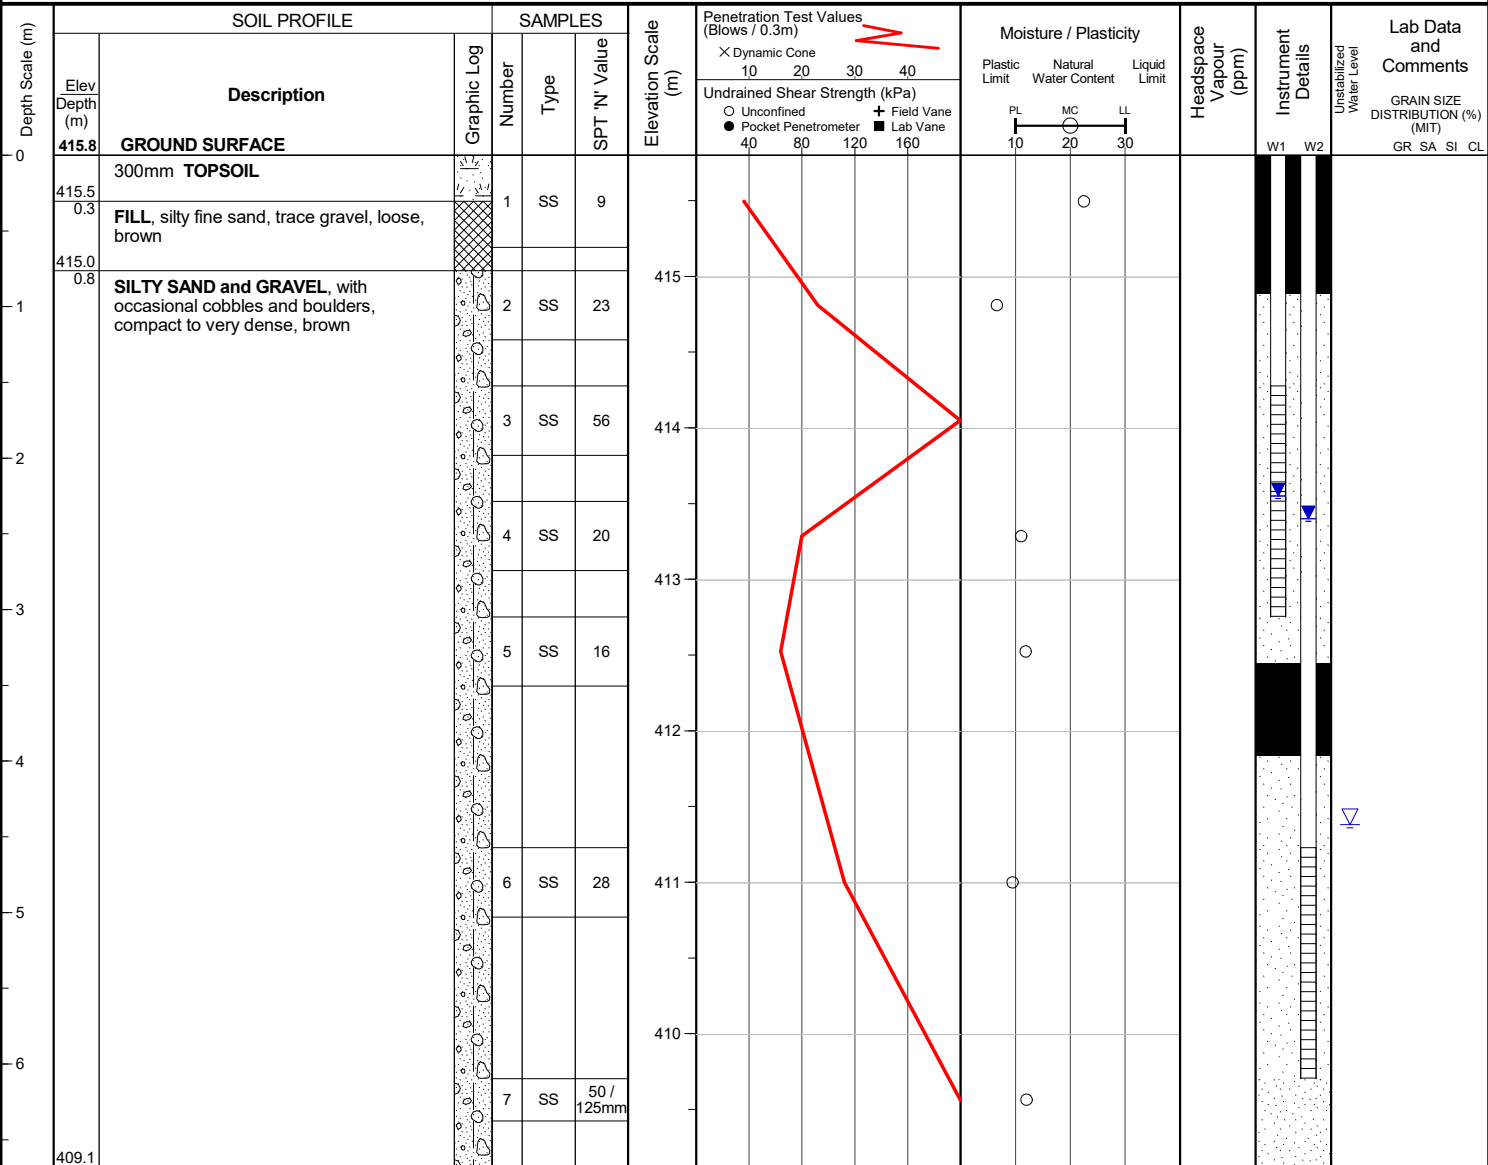 SOIL PROFILE
SAMPLES
Depth Scale (m)
Elev
Depth
(m)
Description
Graphic Log
Number
Type
SPT 'N' Value
Elevation Scale
(m)
Penetration Test Values
(Blows / 0.3m)
Dynamic Cone
10 20 30 40
Undrained Shear Strength (kPa)
Unconfined Field Vane
Pocket Penetrometer Lab Vane
40 80 120 160
Moisture / Plasticity
Plastic Limit
Natural Water Content
Liquid Limit
PL MC LL
10 20 30
Headspace
Vapour
(ppm)
Instrument
Details
W1 W2
Unstabilized
Water Level
Lab Data
and
Comments
GRAIN SIZE
DISTRIBUTION (%)
(MIT)
GR SA SI CL
415.8 GROUND SURFACE
0
300mm TOPSOIL
415.5
0.3
FILL, silty fine sand, trace gravel, loose,
brown
1 SS 9
415.0
0.8
415
SILTY SAND and GRAVEL, with
occasional cobbles and boulders,
compact to very dense, brown
1
2 SS 23
3 SS 56
414
2
4 SS 20
413
3
5 SS 16
412
4
6 SS 28
411
5
410
6
7 SS 50 /
125mm
409.1